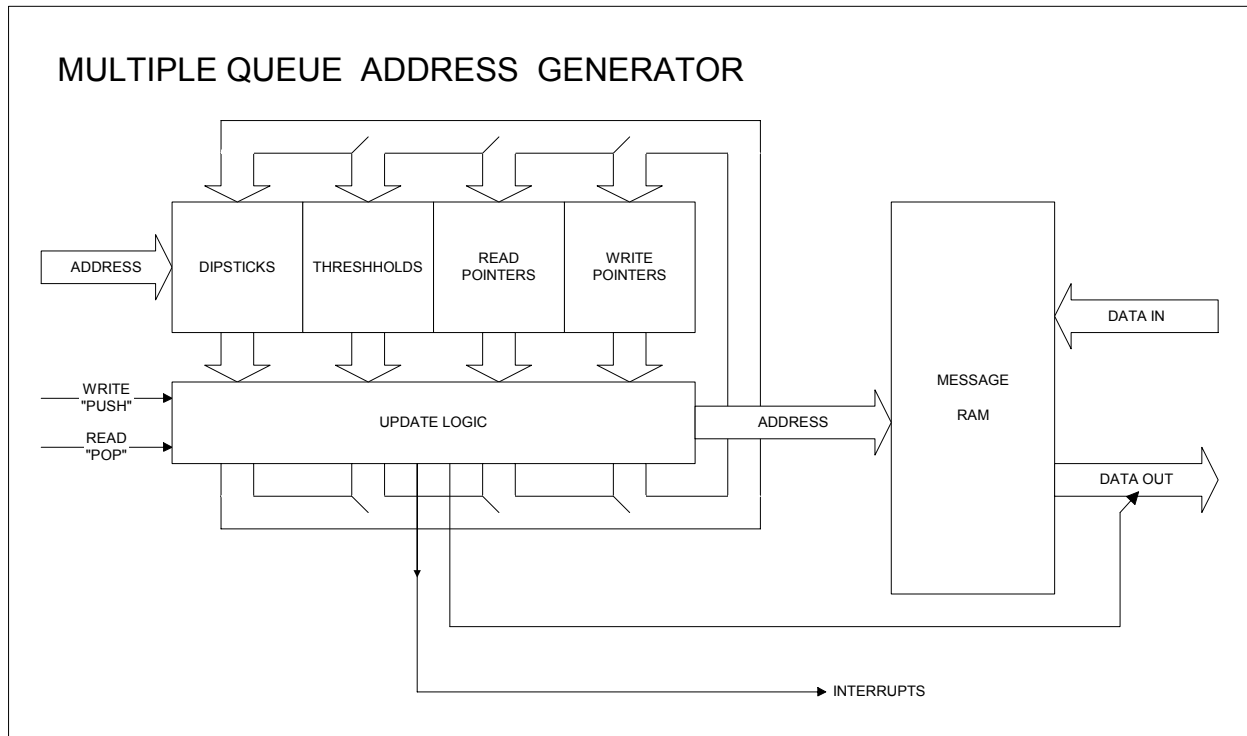 MULTIPLE QUEUE ADDRESS GENERATOR
ADDRESS
DIPSTICKS
THRESHHOLDS
READ
POINTERS
WRITE
POINTERS
DATA IN
WRITE
"PUSH"
READ
"POP"
UPDATE LOGIC
ADDRESS
MESSAGE
RAM
DATA OUT
INTERRUPTS